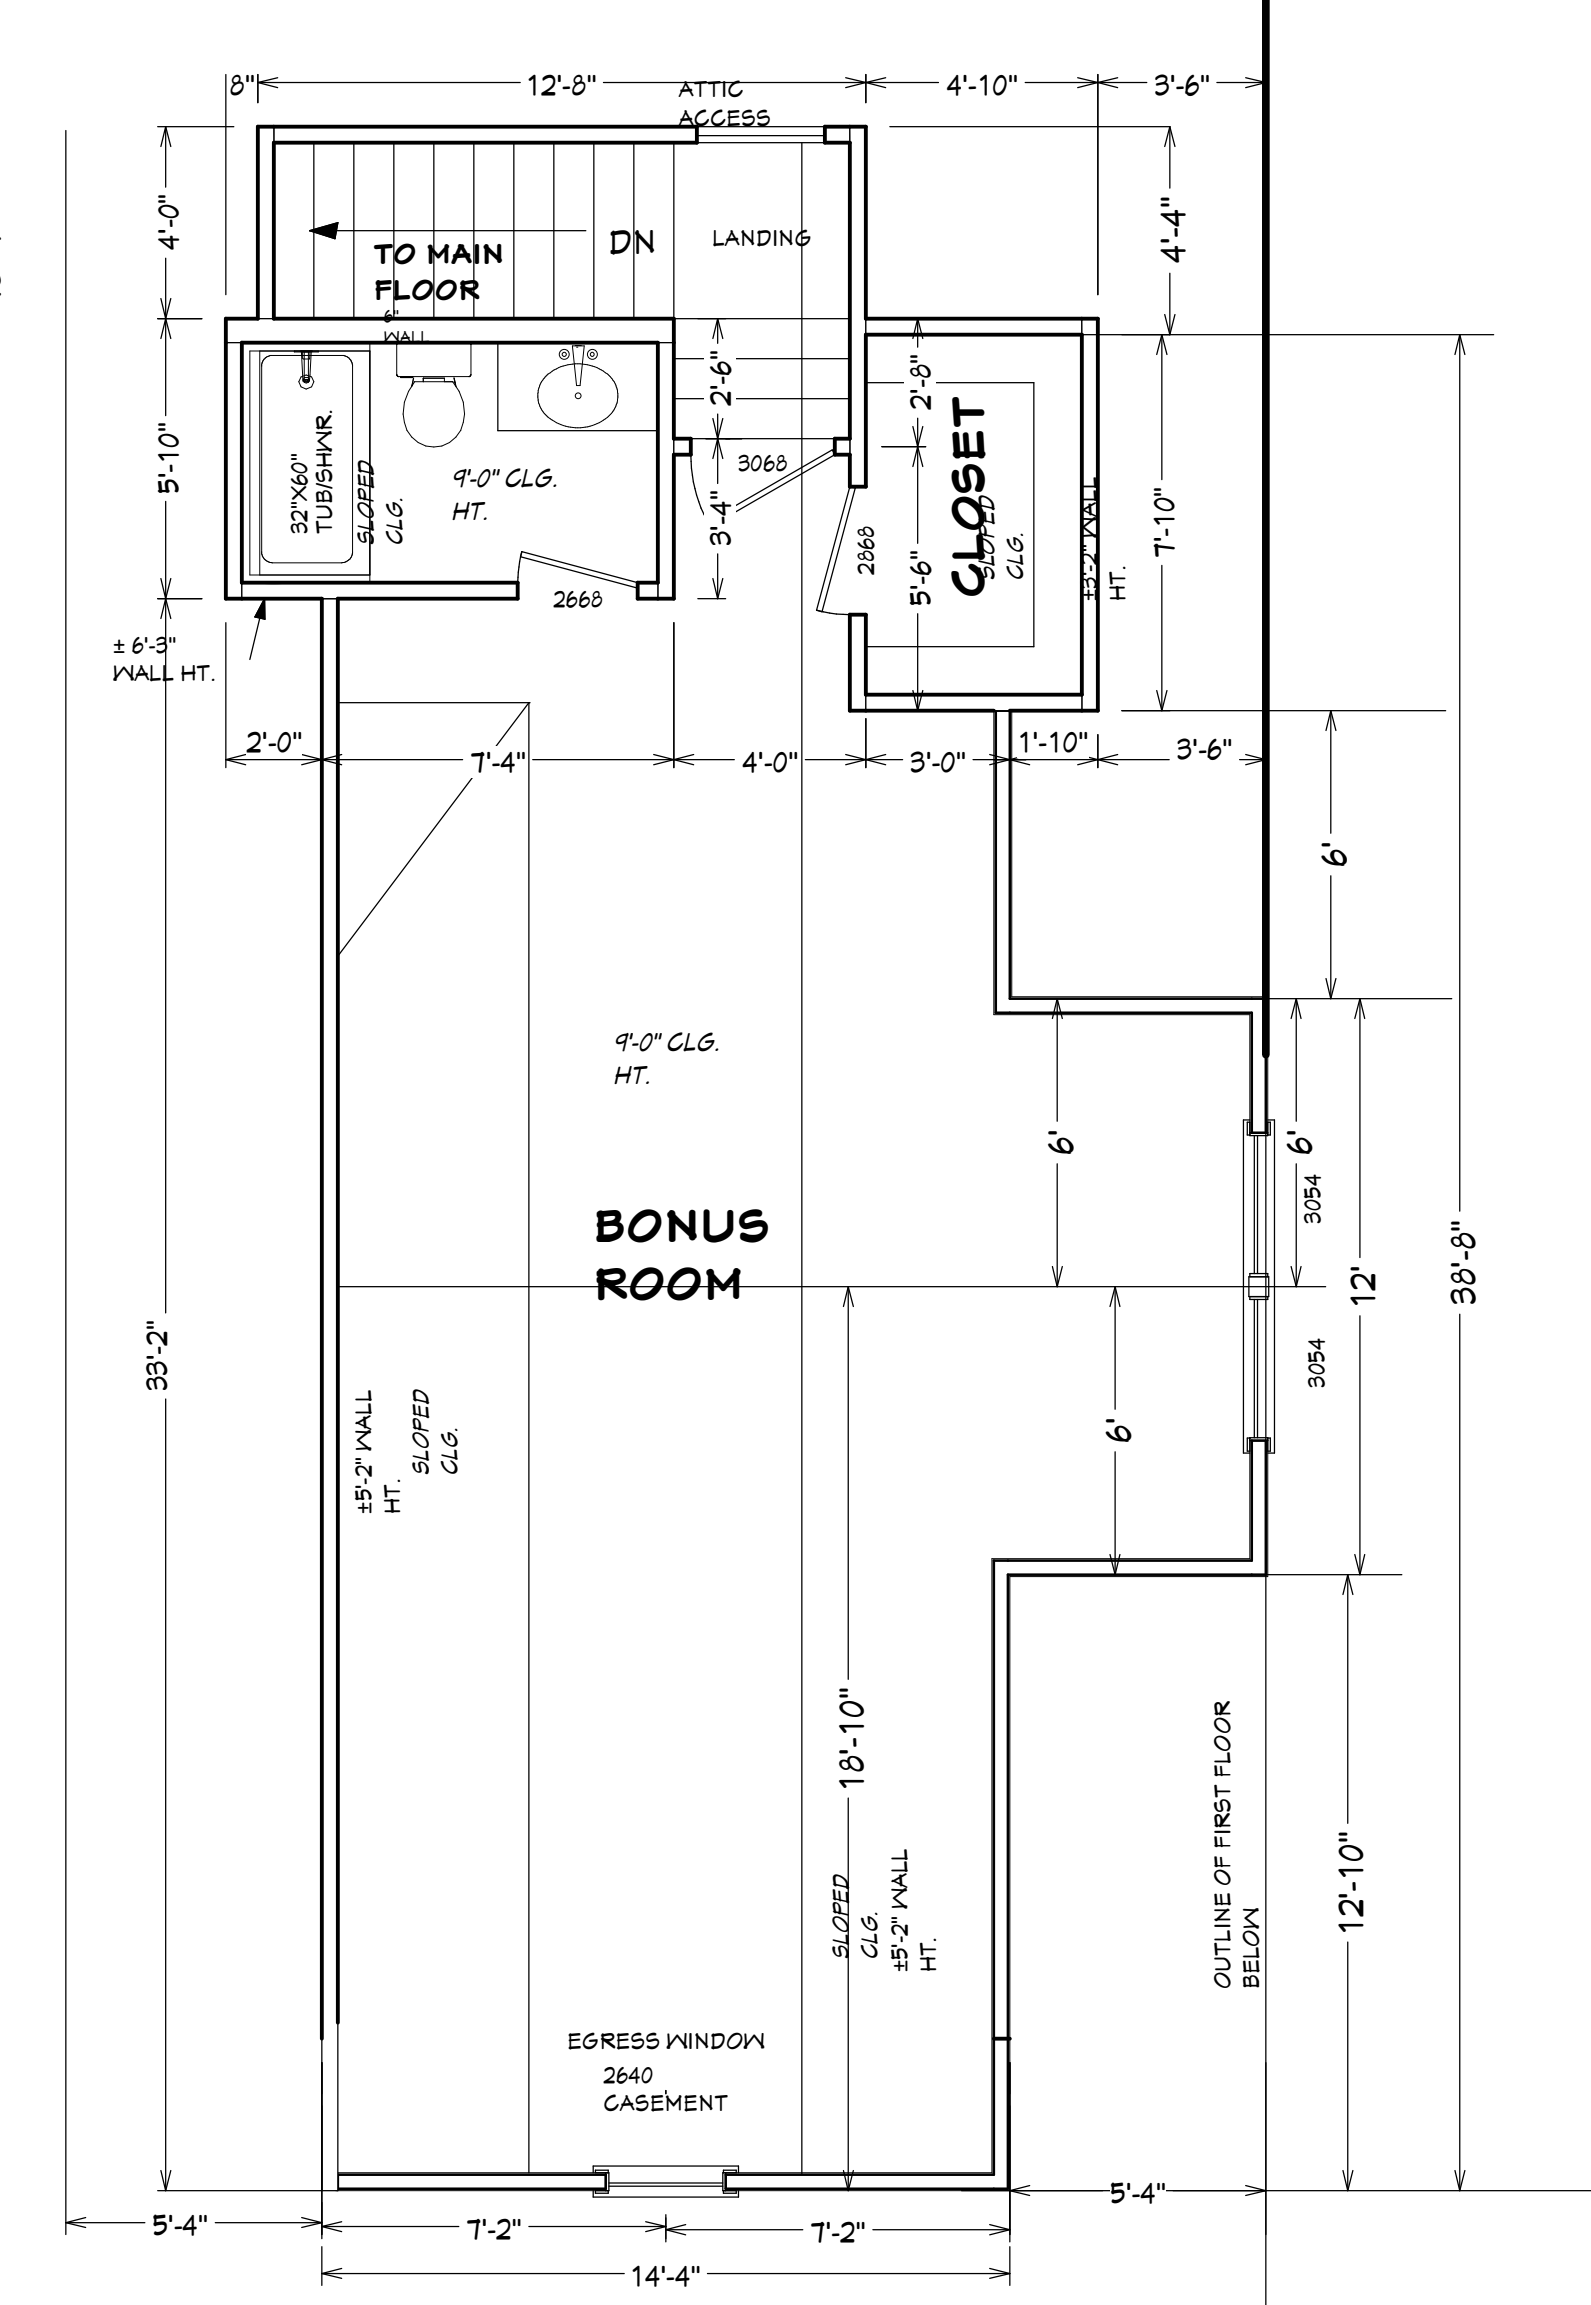 8" 12'-8" 4'-10" 3'-6"
ATTIC
ACCESS
4'-0"
4'-4"
TO MAIN
FLOOR
DN
LANDING
6"
WALL
5'-10"
32"X60"
TUB/SHWR.
SLOPED
CLG.
9'-0" CLG.
HT.
2'-6"
3068
3'-4"
2668
2868
2'-8"
5'-6"
CLOSET
SLOPED
CLG.
±3'-2" WALL
HT.
7'-10"
± 6'-3"
WALL HT.
2'-0" 7'-4" 4'-0" 3'-0" 1'-10" 3'-6"
6'
9'-0" CLG.
HT.
6'
6'
3054
BONUS
ROOM
12'
38'-8"
33'-2"
3054
6'
±5'-2" WALL
HT.
SLOPED
CLG.
18'-10"
SLOPED
CLG.
±5'-2" WALL
HT.
OUTLINE OF FIRST FLOOR
BELOW
12'-10"
EGRESS WINDOW
2640
CASEMENT
5'-4" 7'-2" 7'-2" 5'-4"
14'-4"